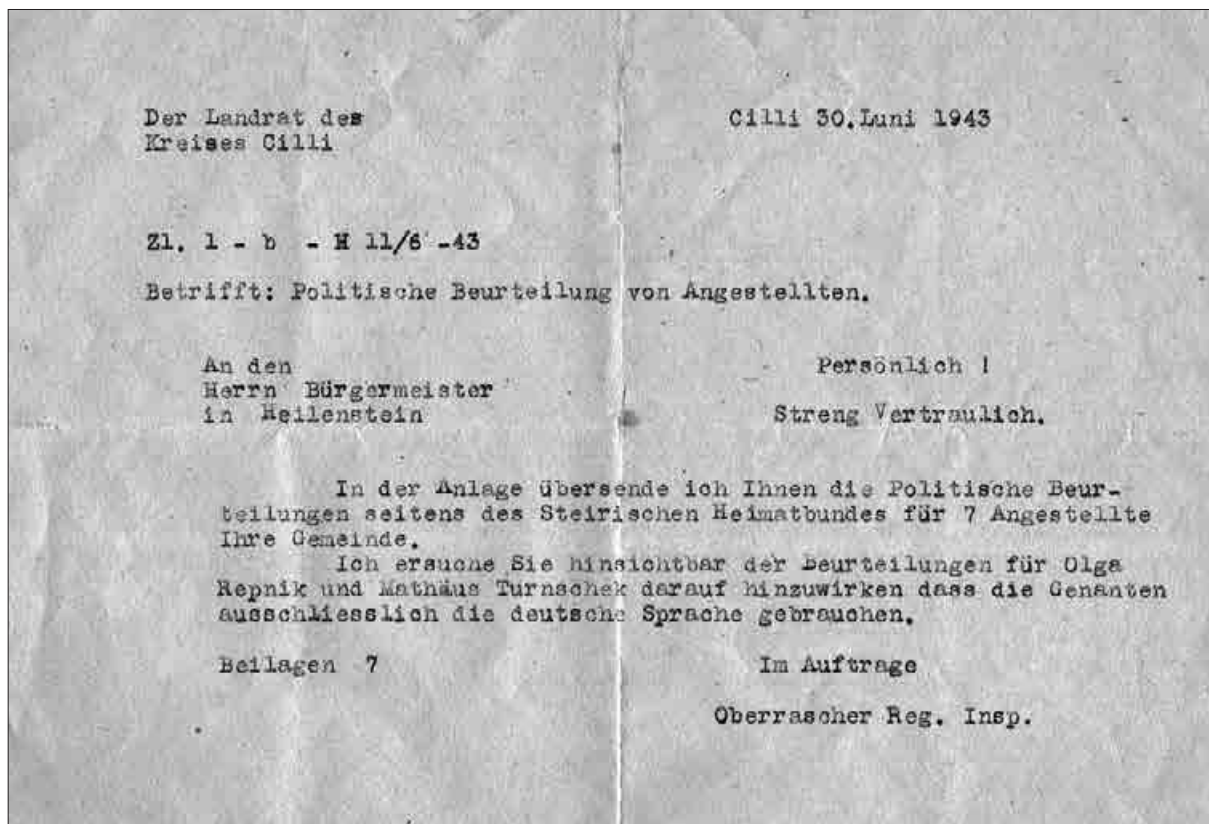 Der Landrat des
Kreises Cilli
Cilli 30.Luni 1943
Zl. 1 - b - H 11/6 -43
Betrifft: Politische Beurteilung von Angestellten.
An den
Herrn Bürgermeister
in Heilenstein
Persönlich !
Streng Vertraulich.
In der Anlage übersende ich Ihnen die Politische Beur-
teilungen seitens des Steirischen Heimatbundes für 7 Angestellte
Ihre Gemeinde.
Ich ersuche Sie hinsichtbar der Beurteilungen für Olga
Repnik und Mathäus Turnschek darauf hinzuwirken dass die Genanten
ausschliesslich die deutsche Sprache gebrauchen.
Beilagen 7
Im Auftrage
Oberrascher Reg. Insp.